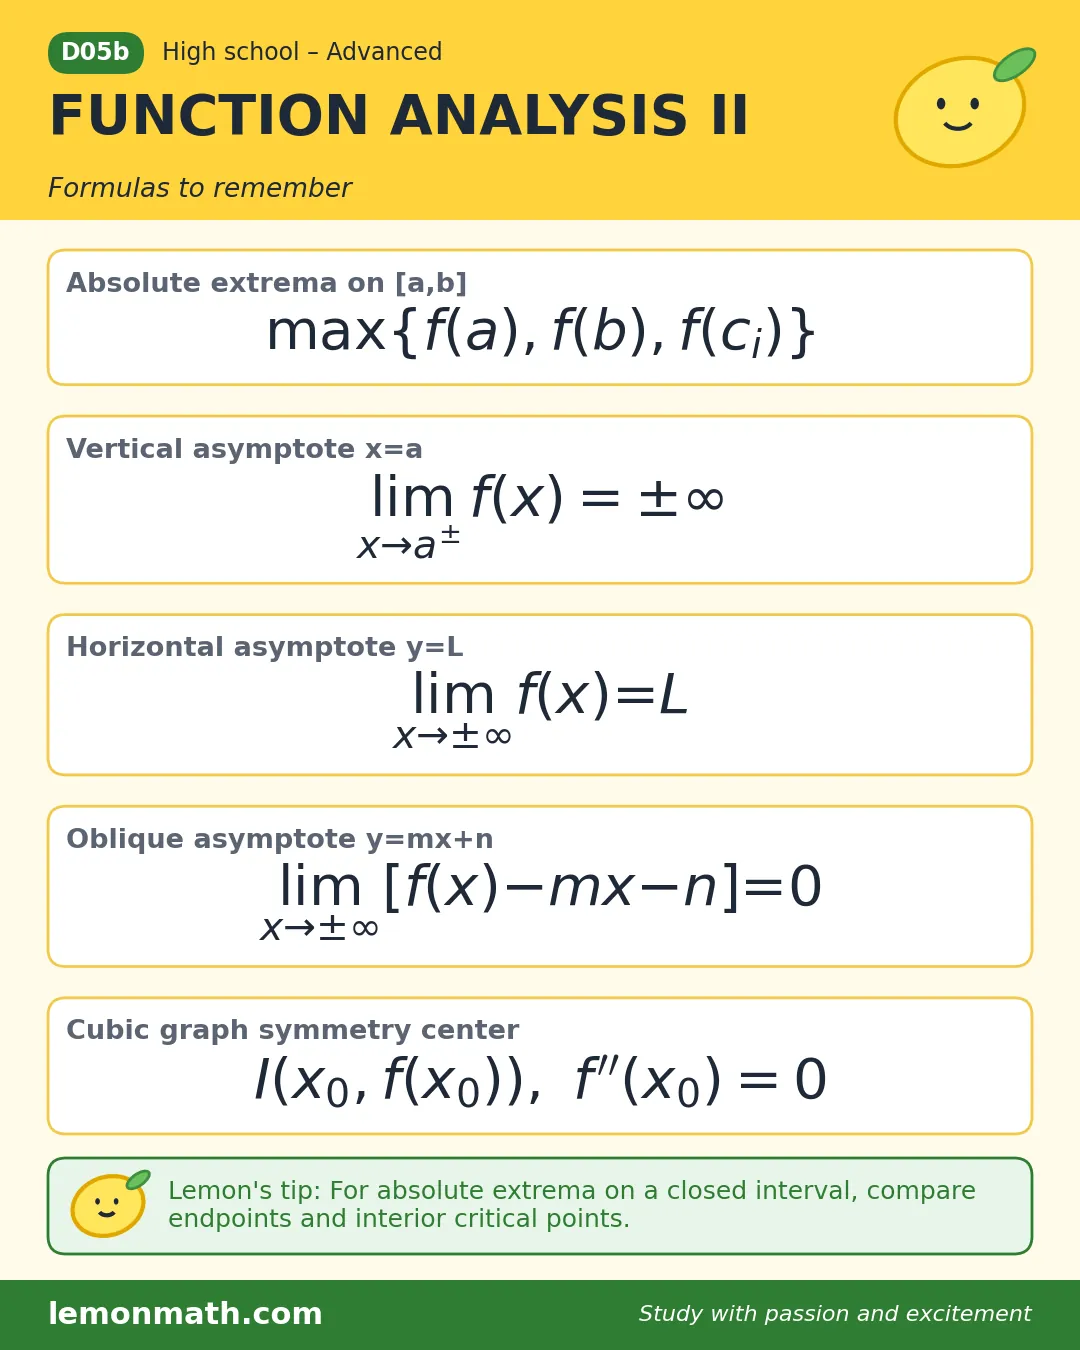 D05b High school – Advanced
FUNCTION ANALYSIS II
Formulas to remember
Absolute extrema on [a,b]
max{f(a), f(b), f(cᵢ)}
Vertical asymptote x=a
lim f(x) = ±∞
x→a±
Horizontal asymptote y=L
lim f(x)=L
x→±∞
Oblique asymptote y=mx+n
lim [f(x)−mx−n]=0
x→±∞
Cubic graph symmetry center
I(x₀, f(x₀)), f″(x₀) = 0
Lemon's tip: For absolute extrema on a closed interval, compare
endpoints and interior critical points.
lemonmath.com
Study with passion and excitement